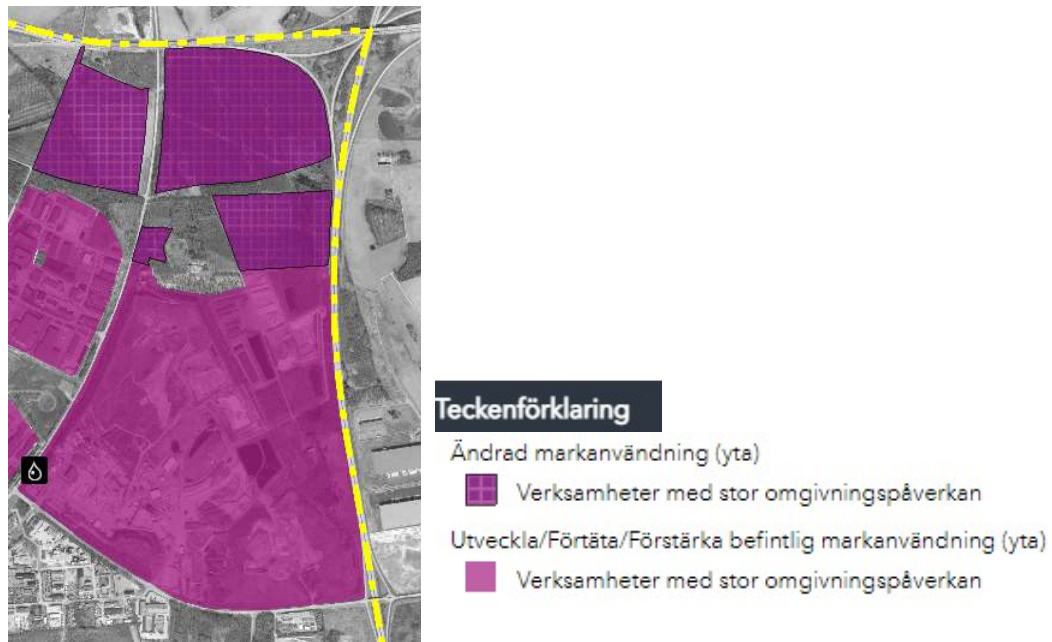 Teckenförklaring
Ändrad markanvändning (yta)
Verksamheter med stor omgivningspåverkan
Utveckla/Förtäta/Förstärka befintlig markanvändning (yta)
Verksamheter med stor omgivningspåverkan